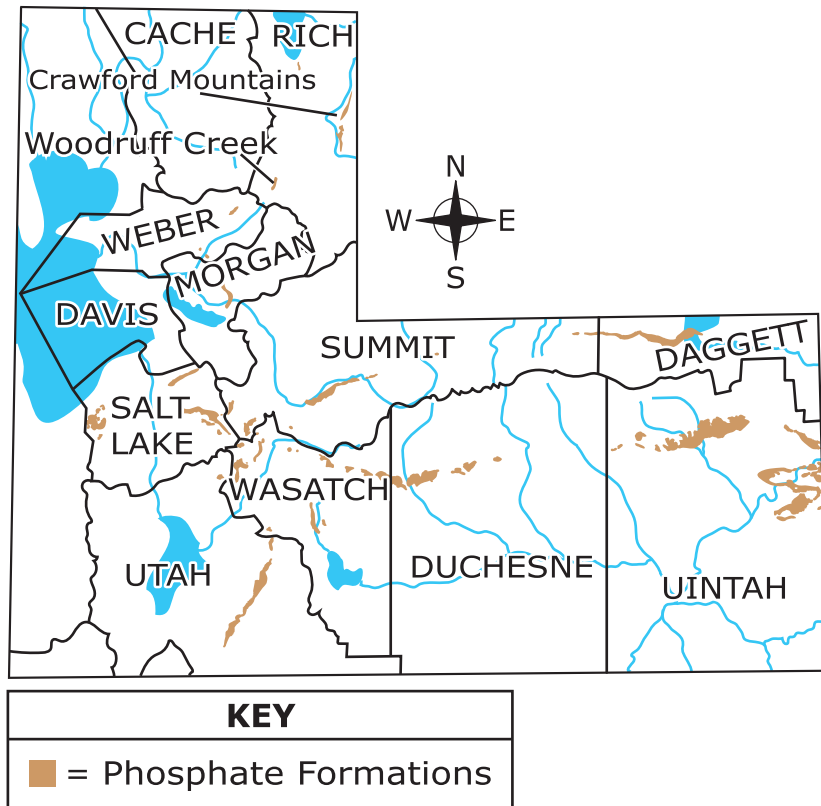 CACHE
RICH
Crawford Mountains
Woodruff Creek
N
W
E
S
WEBER
MORGAN
DAVIS
SUMMIT
DAGGETT
SALT
LAKE
WASATCH
UTAH
DUCHESNE
UINTAH
KEY
= Phosphate Formations